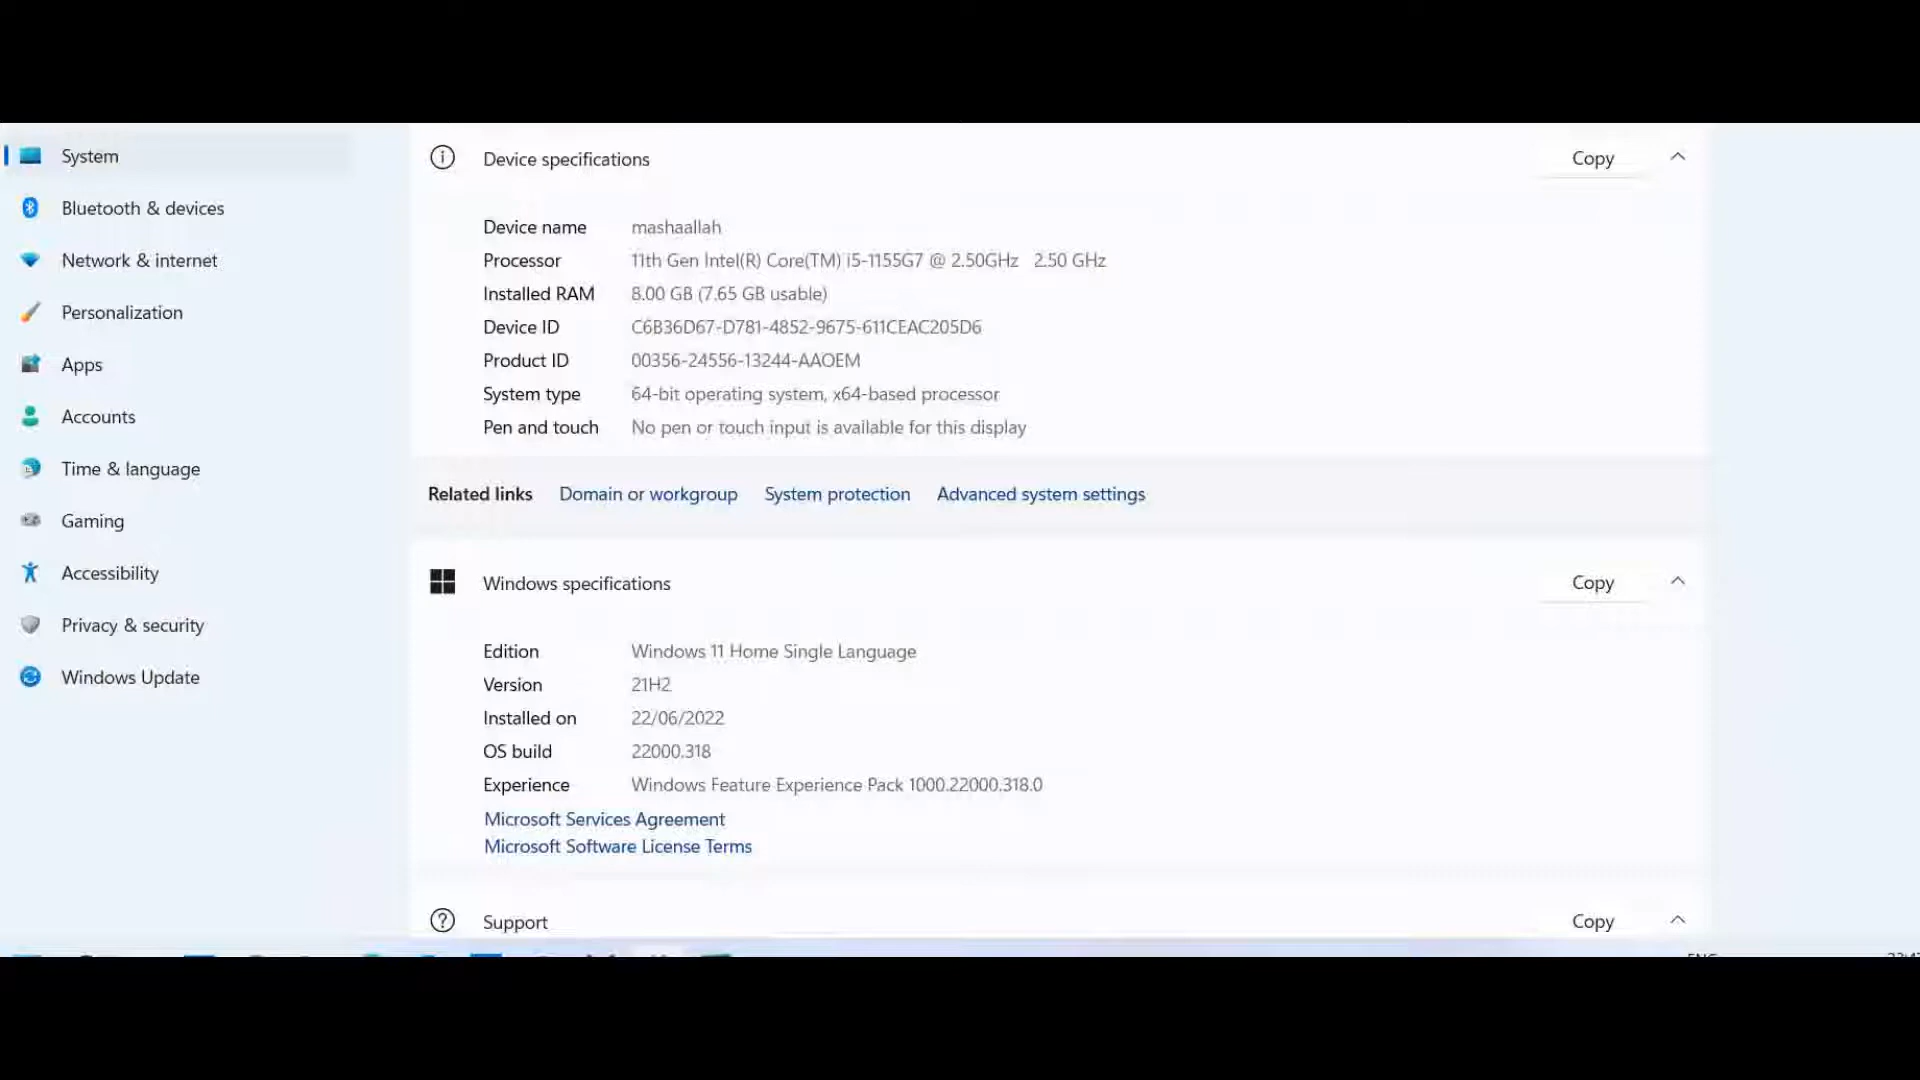 System
Bluetooth & devices
Network & internet
Personalization
Apps
Accounts
Time & language
Gaming
Accessibility
Privacy & security
Windows Update
Device specifications Copy
Device name mashaallah
Processor 11th Gen Intel(R) Core(TM) i5-1155G7 @ 2.50GHz 2.50 GHz
Installed RAM 8.00 GB (7.65 GB usable)
Device ID C6B36D67-D781-4852-9675-611CEAC205D6
Product ID 00356-24556-13244-AAOEM
System type 64-bit operating system, x64-based processor
Pen and touch No pen or touch input is available for this display
Related links Domain or workgroup System protection Advanced system settings
Windows specifications Copy
Edition Windows 11 Home Single Language
Version 21H2
Installed on 22/06/2022
OS build 22000.318
Experience Windows Feature Experience Pack 1000.22000.318.0
Microsoft Services Agreement
Microsoft Software License Terms
Support Copy